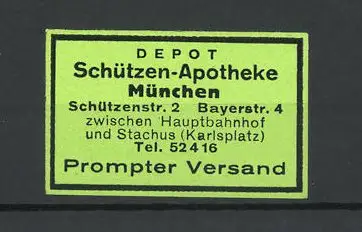 DEPOT
Schützen-Apotheke
München
Schützenstr. 2 Bayerstr. 4
zwischen Hauptbahnhof
und Stachus (Karlsplatz)
Tel. 52416
Prompter Versand